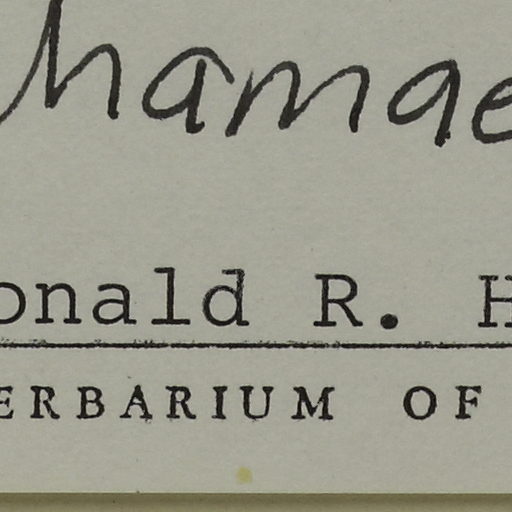 hamae
onald R. H
ERBARIUM OF